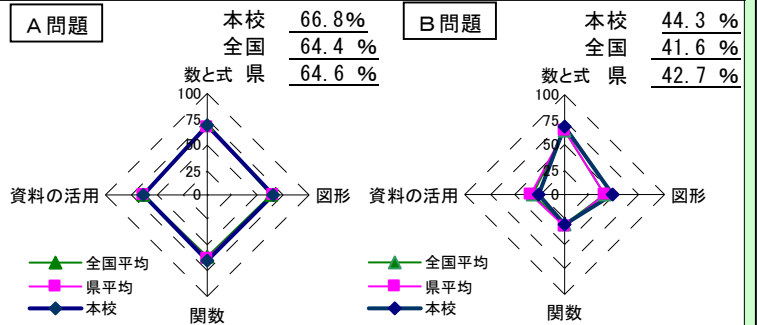 A問題
本校 66.8%
全国 64.4 %
県 64.6 %
数と式
100
75
50
25
0
資料の活用
図形
関数
全国平均
県平均
本校
B問題
本校 44.3 %
全国 41.6 %
県 42.7 %
数と式
100
75
50
25
0
資料の活用
図形
関数
全国平均
県平均
本校